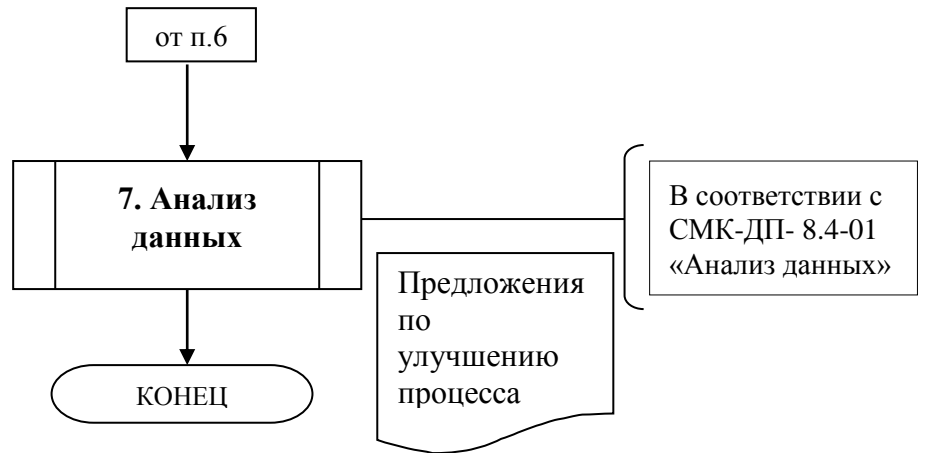 от п.6
7. Анализ
данных
В соответствии с
СМК-ДП- 8.4-01
«Анализ данных»
Предложения
по
улучшению
процесса
КОНЕЦ